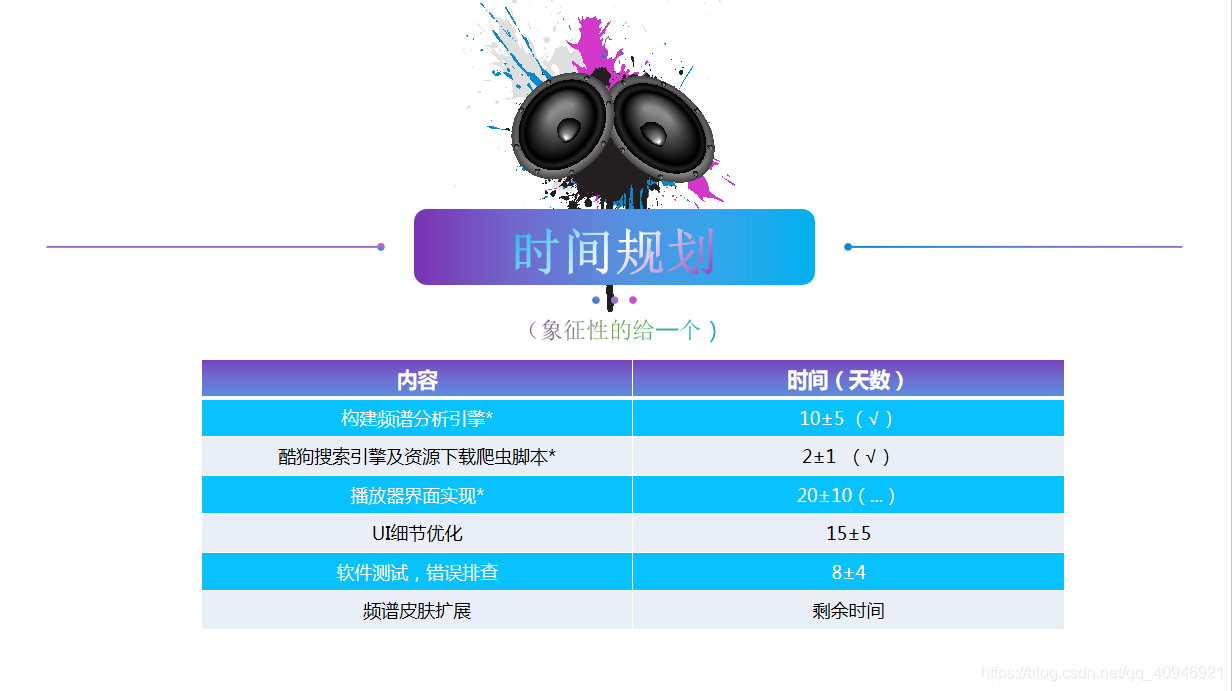 时间规划
（象征性的给一个）
内容 时间（天数）
构建频谱分析引擎* 10±5 （√）
酷狗搜索引擎及资源下载爬虫脚本* 2±1 （√）
播放器界面实现* 20±10（...）
UI细节优化 15±5
软件测试，错误排查 8±4
频谱皮肤扩展 剩余时间
https://blog.csdn.net/qq_40946921